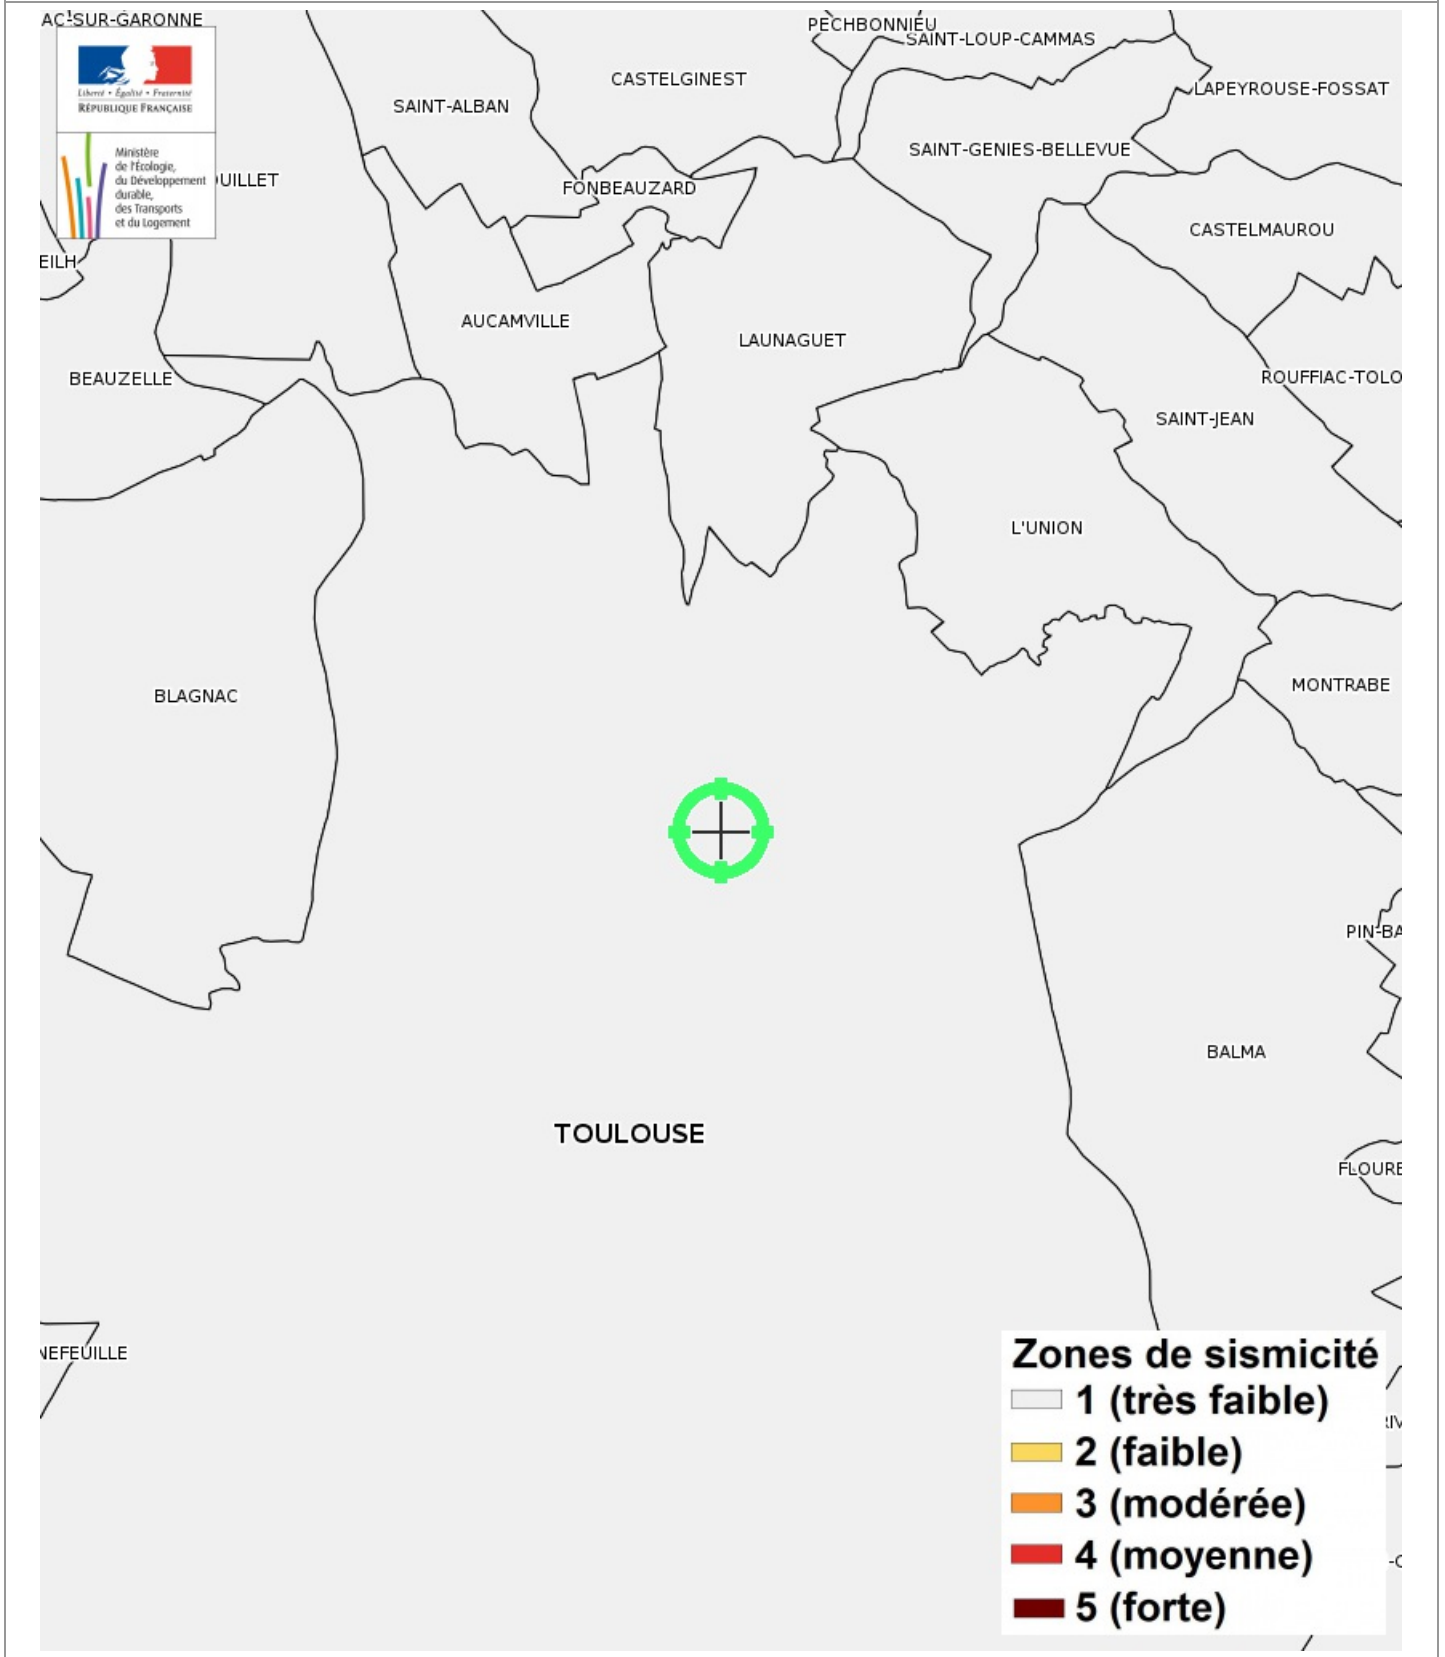 AC-SUR-GARONNE
PECHBONNIEU
SAINT-LOUP-CAMMAS
CASTELGINEST
LAPEYROUSE-FOSSAT
SAINT-ALBAN
Liberté • Égalité • Fraternité
RÉPUBLIQUE FRANÇAISE
SAINT-GENIES-BELLEVUE
Ministère
de l'Écologie,
du Développement
durable,
des Transports
et du Logement
OUILLET
FONBEAUZARD
CASTELMAUROU
EILH
AUCAMVILLE
LAUNAGUET
BEAUZELLE
ROUFFIAC-TOLO
SAINT-JEAN
L'UNION
BLAGNAC
MONTRABE
PIN-BA
BALMA
TOULOUSE
FLOURE
NEFEUILLE
Zones de sismicité
1 (très faible)
2 (faible)
3 (modérée)
4 (moyenne)
5 (forte)